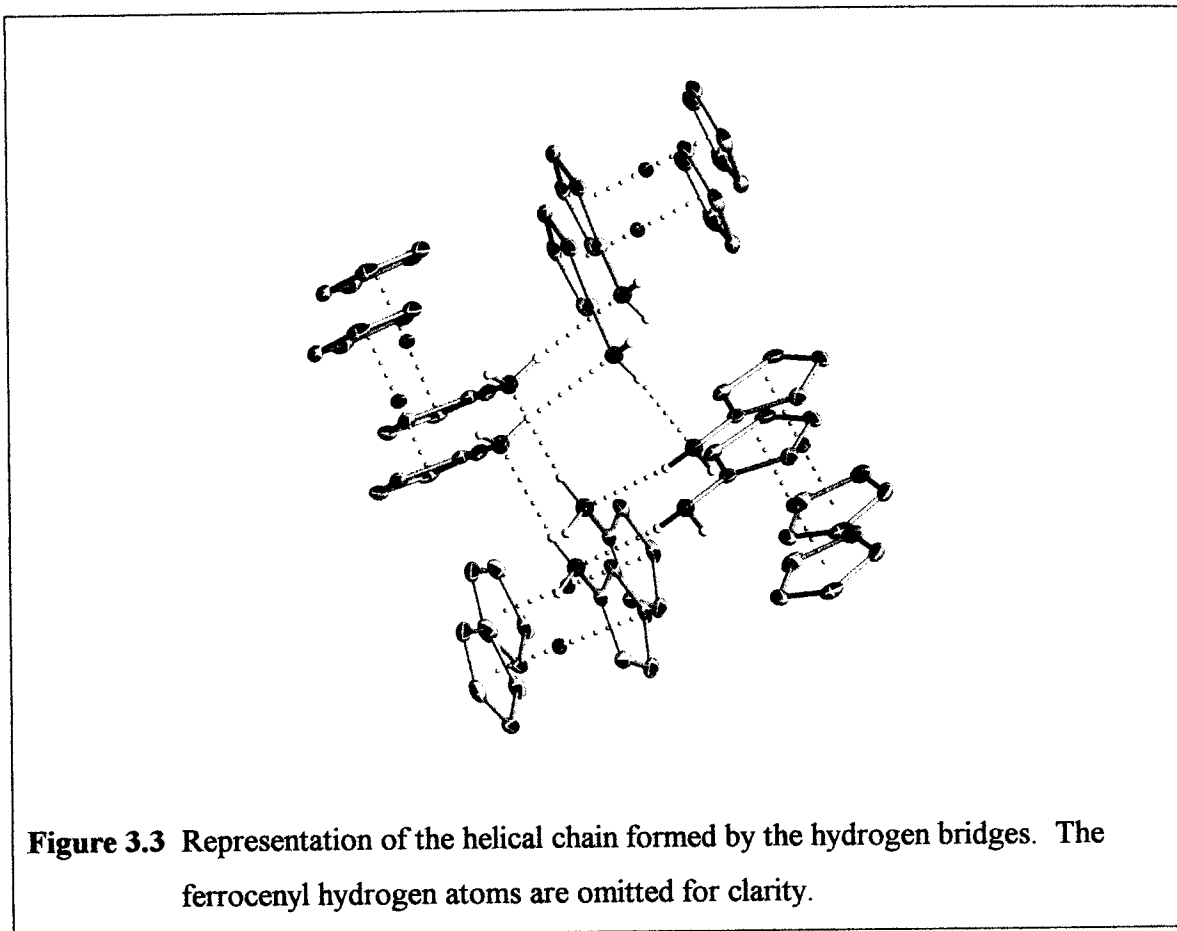 Figure 3.3 Representation of the helical chain formed by the hydrogen bridges. The
ferrocenyl hydrogen atoms are omitted for clarity.